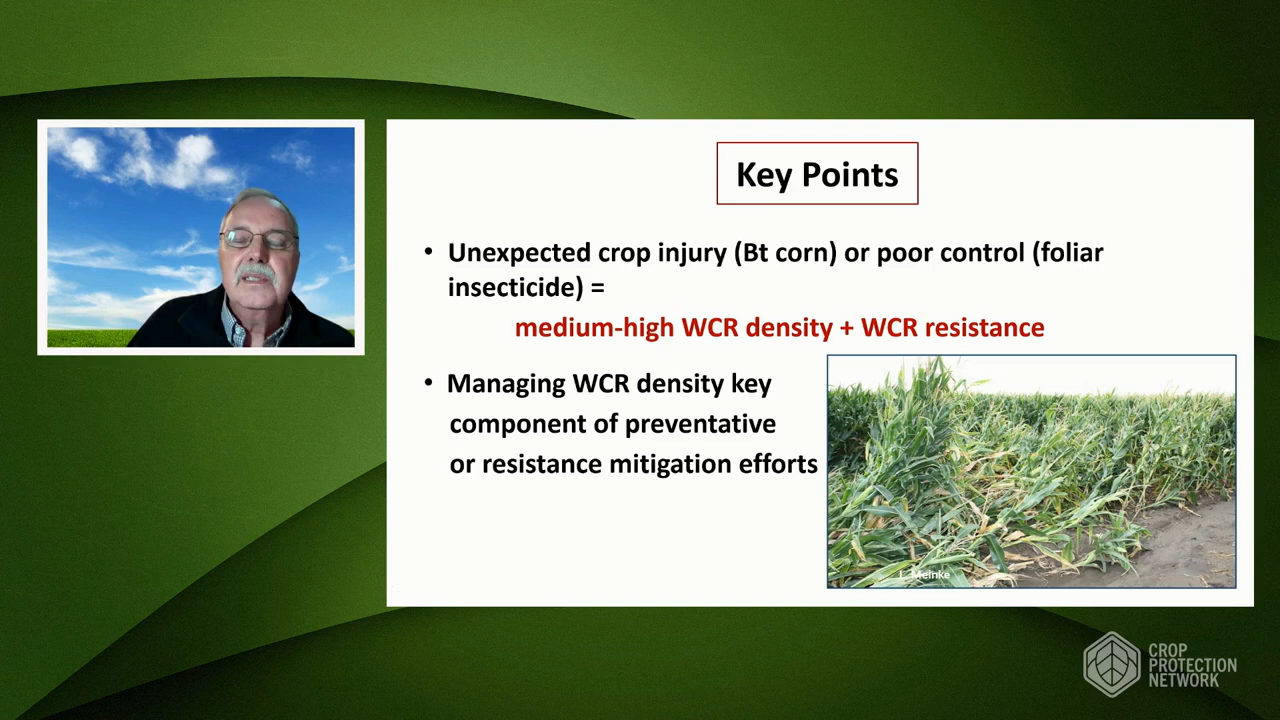 Key Points
• Unexpected crop injury (Bt corn) or poor control (foliar
insecticide) =
medium-high WCR density + WCR resistance
• Managing WCR density key
component of preventative
or resistance mitigation efforts
L. Meinke
CROP
PROTECTION
NETWORK